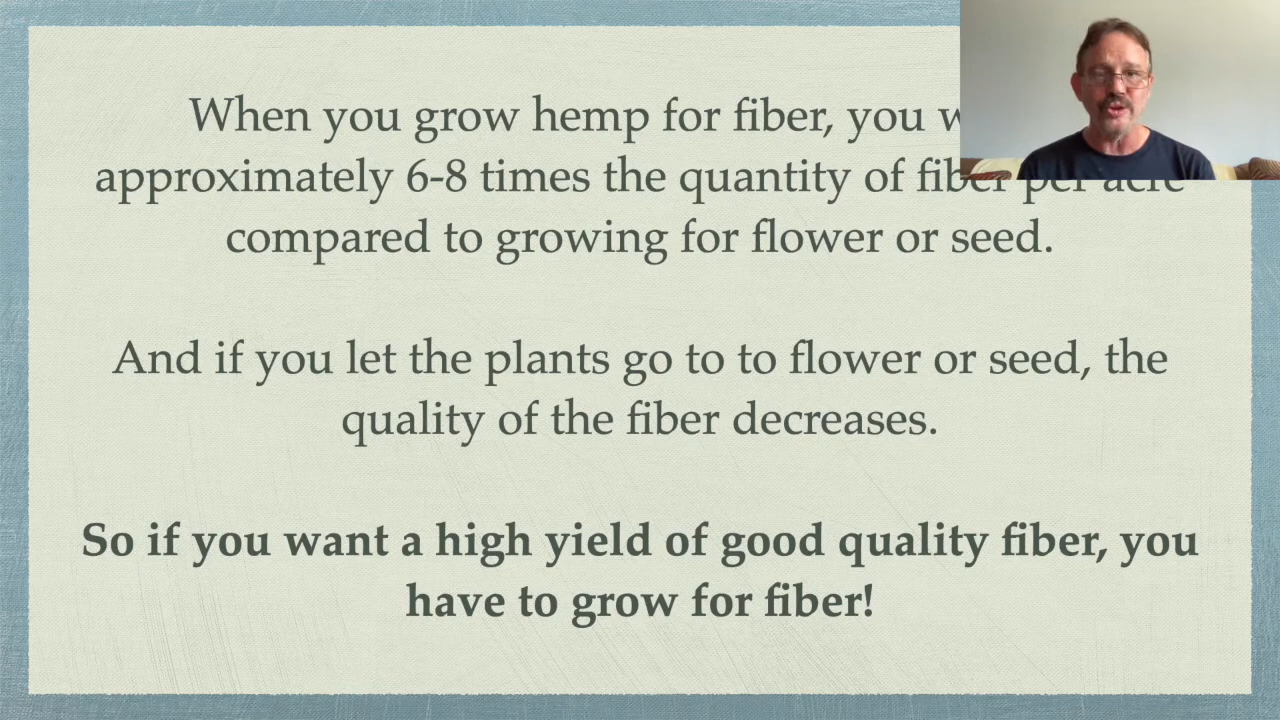 When you grow hemp for fiber, you
approximately 6-8 times the quantity of fiber per acre
compared to growing for flower or seed.
And if you let the plants go to to flower or seed, the
quality of the fiber decreases.
So if you want a high yield of good quality fiber, you
have to grow for fiber!